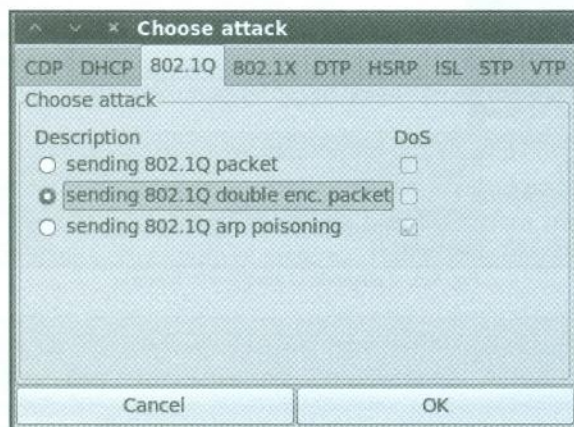 Choose attack
CDP DHCP 802.1Q 802.1X DTP HSRP ISL STP VTP
Choose attack
Description DoS
sending 802.1Q packet
sending 802.1Q double enc. packet
sending 802.1Q arp poisoning
Cancel OK